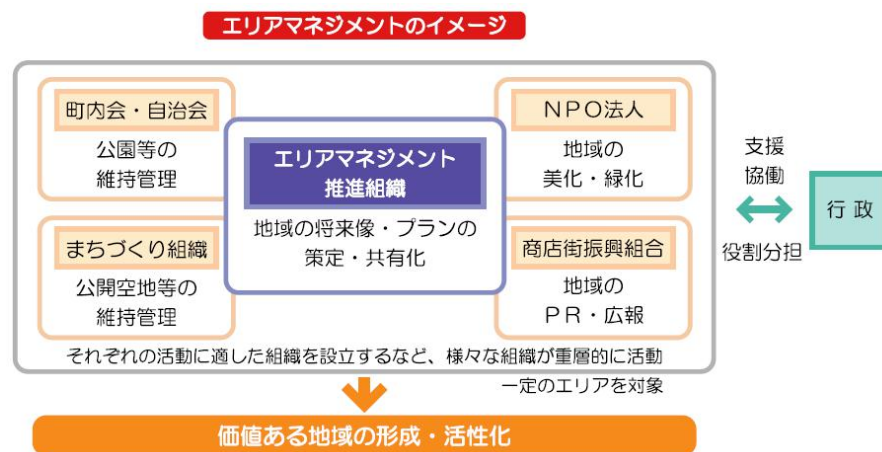 エリアマネジメントのイメージ
町内会・自治会
公園等の
維持管理
NPO法人
地域の
美化・緑化
エリアマネジメント
推進組織
地域の将来像・プランの
策定・共有化
まちづくり組織
公開空地等の
維持管理
商店街振興組合
地域の
PR・広報
それぞれの活動に適した組織を設立するなど、様々な組織が重層的に活動
一定のエリアを対象
支援
協働
役割分担
行政
価値ある地域の形成・活性化